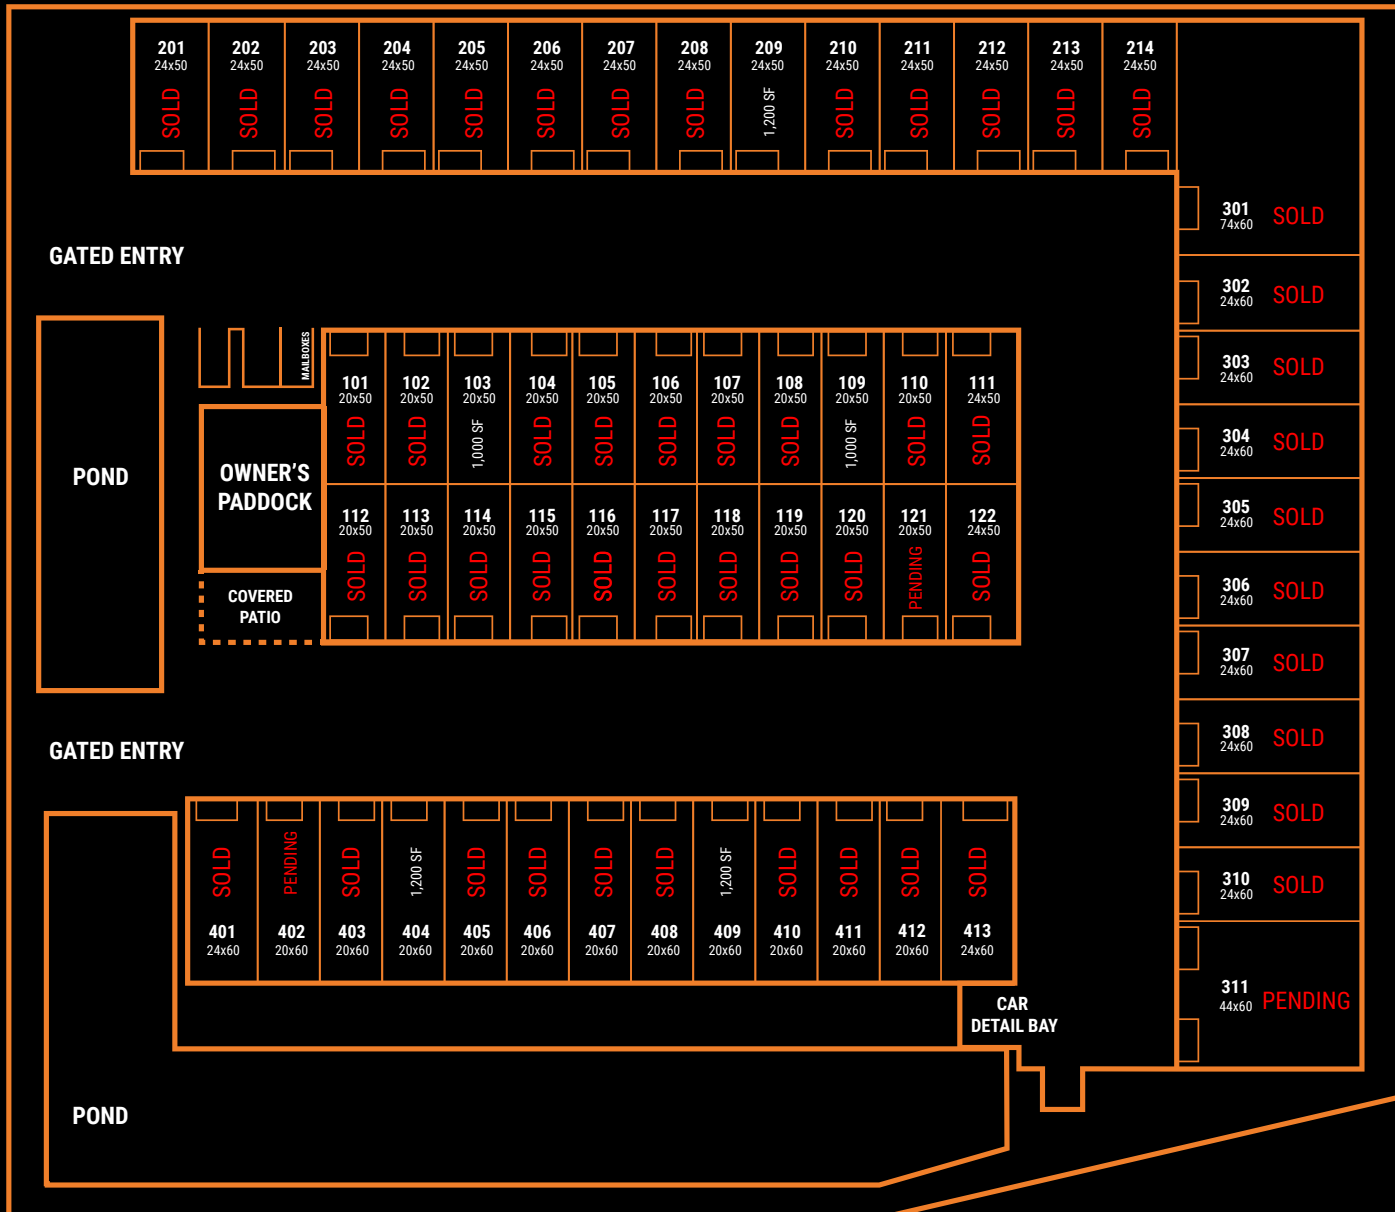 201 202 203 204 205 206 207 208 209 210 211 212 213 214
24x50 24x50 24x50 24x50 24x50 24x50 24x50 24x50 24x50 24x50 24x50 24x50 24x50 24x50
SOLD SOLD SOLD SOLD SOLD SOLD SOLD SOLD 1,200 SF SOLD SOLD SOLD SOLD SOLD
301 SOLD
74x60
GATED ENTRY
302 SOLD
24x60
MAILBOXES
303 SOLD
24x60
101 102 103 104 105 106 107 108 109 110 111
20x50 20x50 20x50 20x50 20x50 20x50 20x50 20x50 20x50 20x50 24x50
SOLD SOLD 1,000 SF SOLD SOLD SOLD SOLD SOLD 1,000 SF SOLD SOLD
304 SOLD
24x60
POND
OWNER'S
PADDOCK
305 SOLD
24x60
112 113 114 115 116 117 118 119 120 121 122
20x50 20x50 20x50 20x50 20x50 20x50 20x50 20x50 20x50 20x50 24x50
SOLD SOLD SOLD SOLD SOLD SOLD SOLD SOLD SOLD PENDING SOLD
306 SOLD
24x60
COVERED
PATIO
307 SOLD
24x60
308 SOLD
24x60
GATED ENTRY
309 SOLD
24x60
SOLD PENDING SOLD 1,200 SF SOLD SOLD SOLD SOLD 1,200 SF SOLD SOLD SOLD SOLD
401 402 403 404 405 406 407 408 409 410 411 412 413
24x60 20x60 20x60 20x60 20x60 20x60 20x60 20x60 20x60 20x60 20x60 20x60 24x60
310 SOLD
24x60
311 PENDING
44x60
CAR
DETAIL BAY
POND